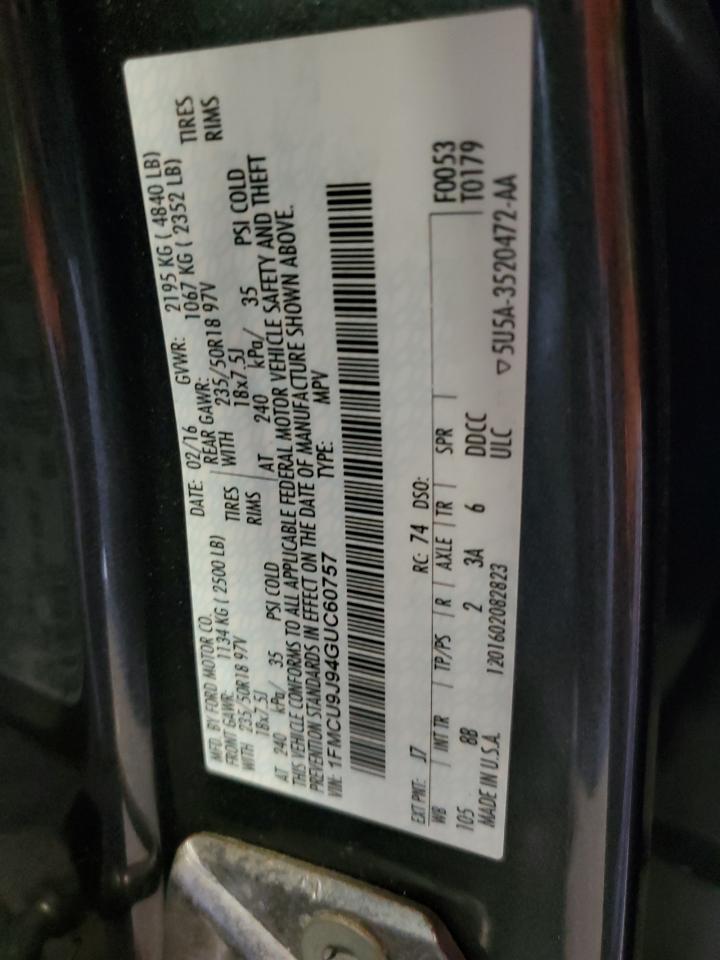 MFD. BY FORD MOTOR CO. DATE: 02/16 GVWR: 2195 KG ( 4840 LB)
FRONT GAWR: 1134 KG ( 2500 LB) REAR GAWR: 1067 KG ( 2352 LB)
WITH 235/50R18 97V TIRES WITH 235/50R18 97V TIRES
18x7.5J RIMS 18x7.5J RIMS
AT 240 kPa/ 35 PSI COLD AT 240 kPa/ 35 PSI COLD
THIS VEHICLE CONFORMS TO ALL APPLICABLE FEDERAL MOTOR VEHICLE SAFETY AND THEFT
PREVENTION STANDARDS IN EFFECT ON THE DATE OF MANUFACTURE SHOWN ABOVE.
VIN: 1FMCU9J94GUC60757 TYPE: MPV
EXT PNT: J7 RC: 74 DSO: F0053
WB | INT TR | TP/PS | R | AXLE | TR | SPR | T0179
105 8B 2 3A 6 DDCC
MADE IN U.S.A. 1201602082823 ULC ▽5U5A-3520472-AA